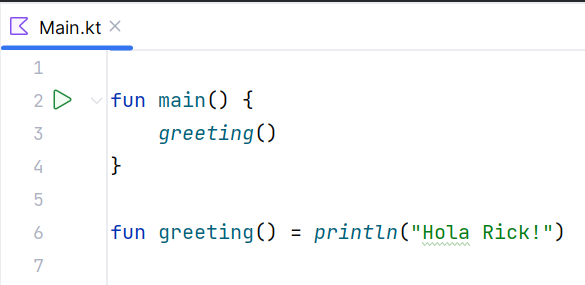 Main.kt
1
2 fun main() {
3 greeting()
4 }
5
6 fun greeting() = println("Hola Rick!")
7